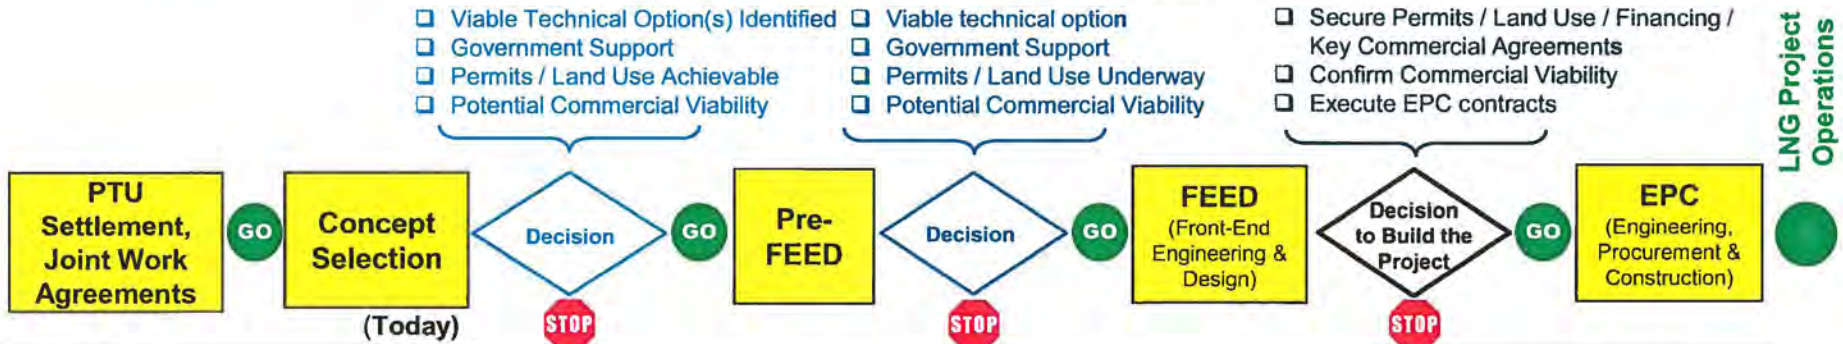 ❑ Viable Technical Option(s) Identified
❑ Government Support
❑ Permits / Land Use Achievable
❑ Potential Commercial Viability
❑ Viable technical option
❑ Government Support
❑ Permits / Land Use Underway
❑ Potential Commercial Viability
❑ Secure Permits / Land Use / Financing /
Key Commercial Agreements
❑ Confirm Commercial Viability
❑ Execute EPC contracts
LNG Project
Operations
PTU
Settlement,
Joint Work
Agreements
GO
Concept
Selection
(Today)
Decision
STOP
GO
Pre-
FEED
Decision
STOP
GO
FEED
(Front-End
Engineering &
Design)
Decision
to Build the
Project
STOP
GO
EPC
(Engineering,
Procurement &
Construction)